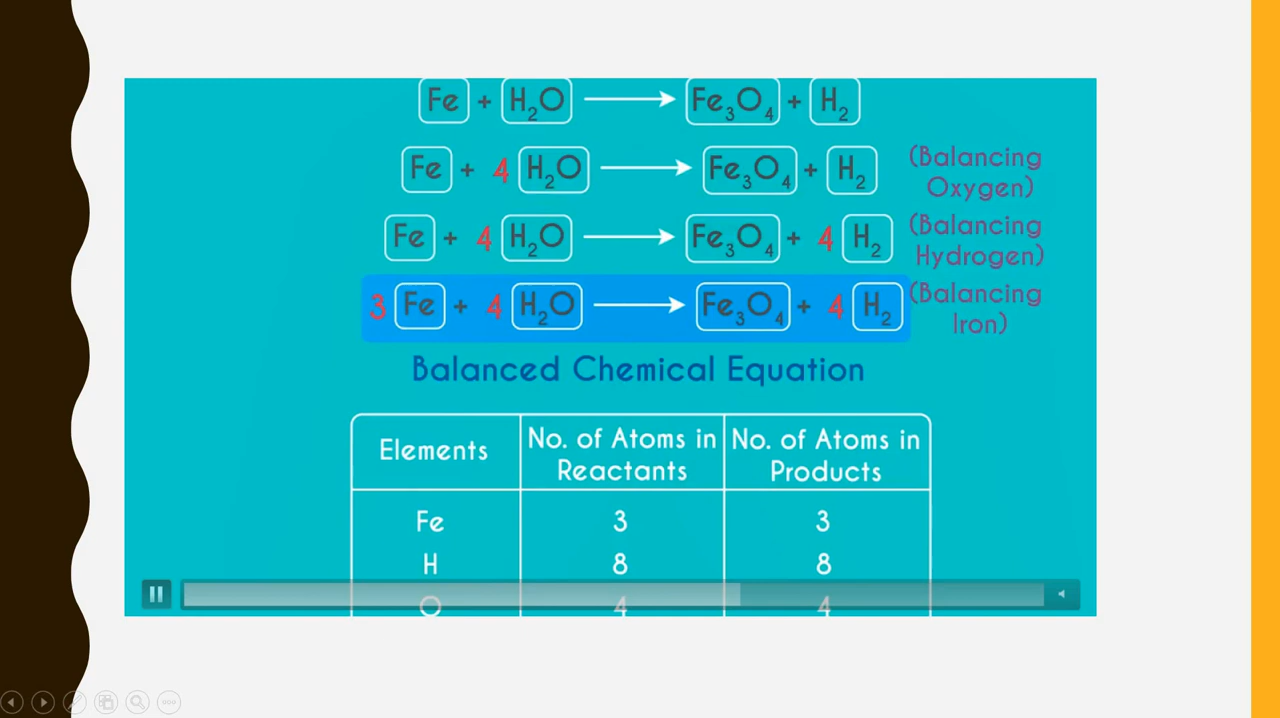 Fe + H₂O ⟶ Fe₃O₄ + H₂
Fe + 4 H₂O ⟶ Fe₃O₄ + H₂ (Balancing Oxygen)
Fe + 4 H₂O ⟶ Fe₃O₄ + 4 H₂ (Balancing Hydrogen)
3 Fe + 4 H₂O ⟶ Fe₃O₄ + 4 H₂ (Balancing Iron)
Balanced Chemical Equation
Elements No. of Atoms in Reactants No. of Atoms in Products
Fe 3 3
H 8 8
O 4 4